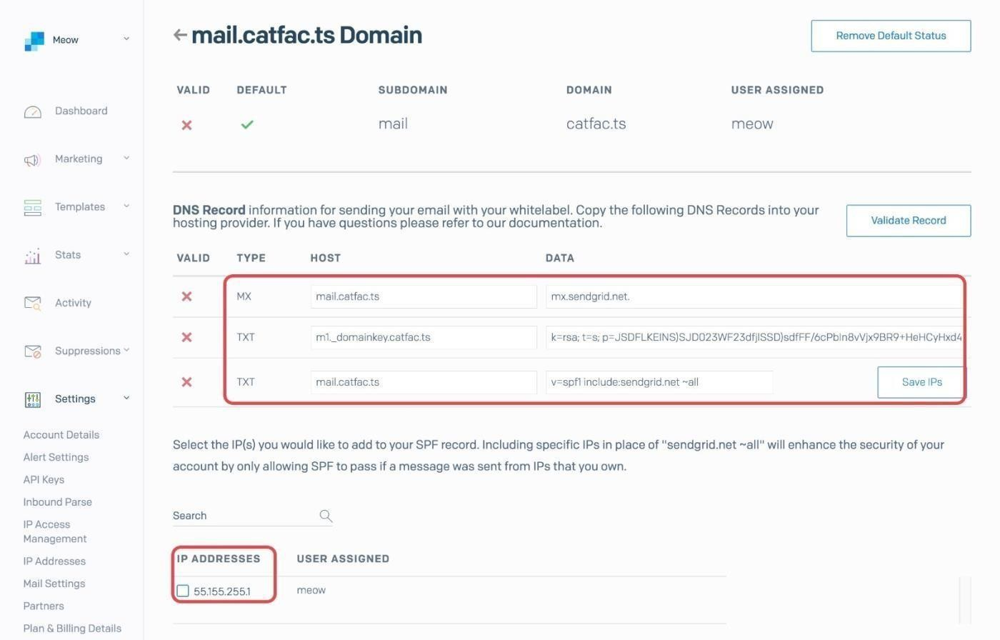 Meow
Dashboard
Marketing
Templates
Stats
Activity
Suppressions
Settings
Account Details
Alert Settings
API Keys
Inbound Parse
IP Access
Management
IP Addresses
Mail Settings
Partners
Plan & Billing Details
mail.catfac.ts Domain
Remove Default Status
VALID DEFAULT SUBDOMAIN DOMAIN USER ASSIGNED
mail catfac.ts meow
DNS Record information for sending your email with your whitelabel. Copy the following DNS Records into your
hosting provider. If you have questions please refer to our documentation.
Validate Record
VALID TYPE HOST DATA
MX mail.catfac.ts mx.sendgrid.net.
TXT m1._domainkey.catfac.ts k=rsa; t=s; p=JSDFLKEINS)SJD023WF23dfjlSSD)sdfFF/6cPbIn8vVjx9BR9+HeHCyHxd4
TXT mail.catfac.ts v=spf1 include:sendgrid.net ~all Save IPs
Select the IP(s) you would like to add to your SPF record. Including specific IPs in place of "sendgrid.net ~all" will enhance the security of your
account by only allowing SPF to pass if a message was sent from IPs that you own.
Search
IP ADDRESSES USER ASSIGNED
55.155.255.1 meow